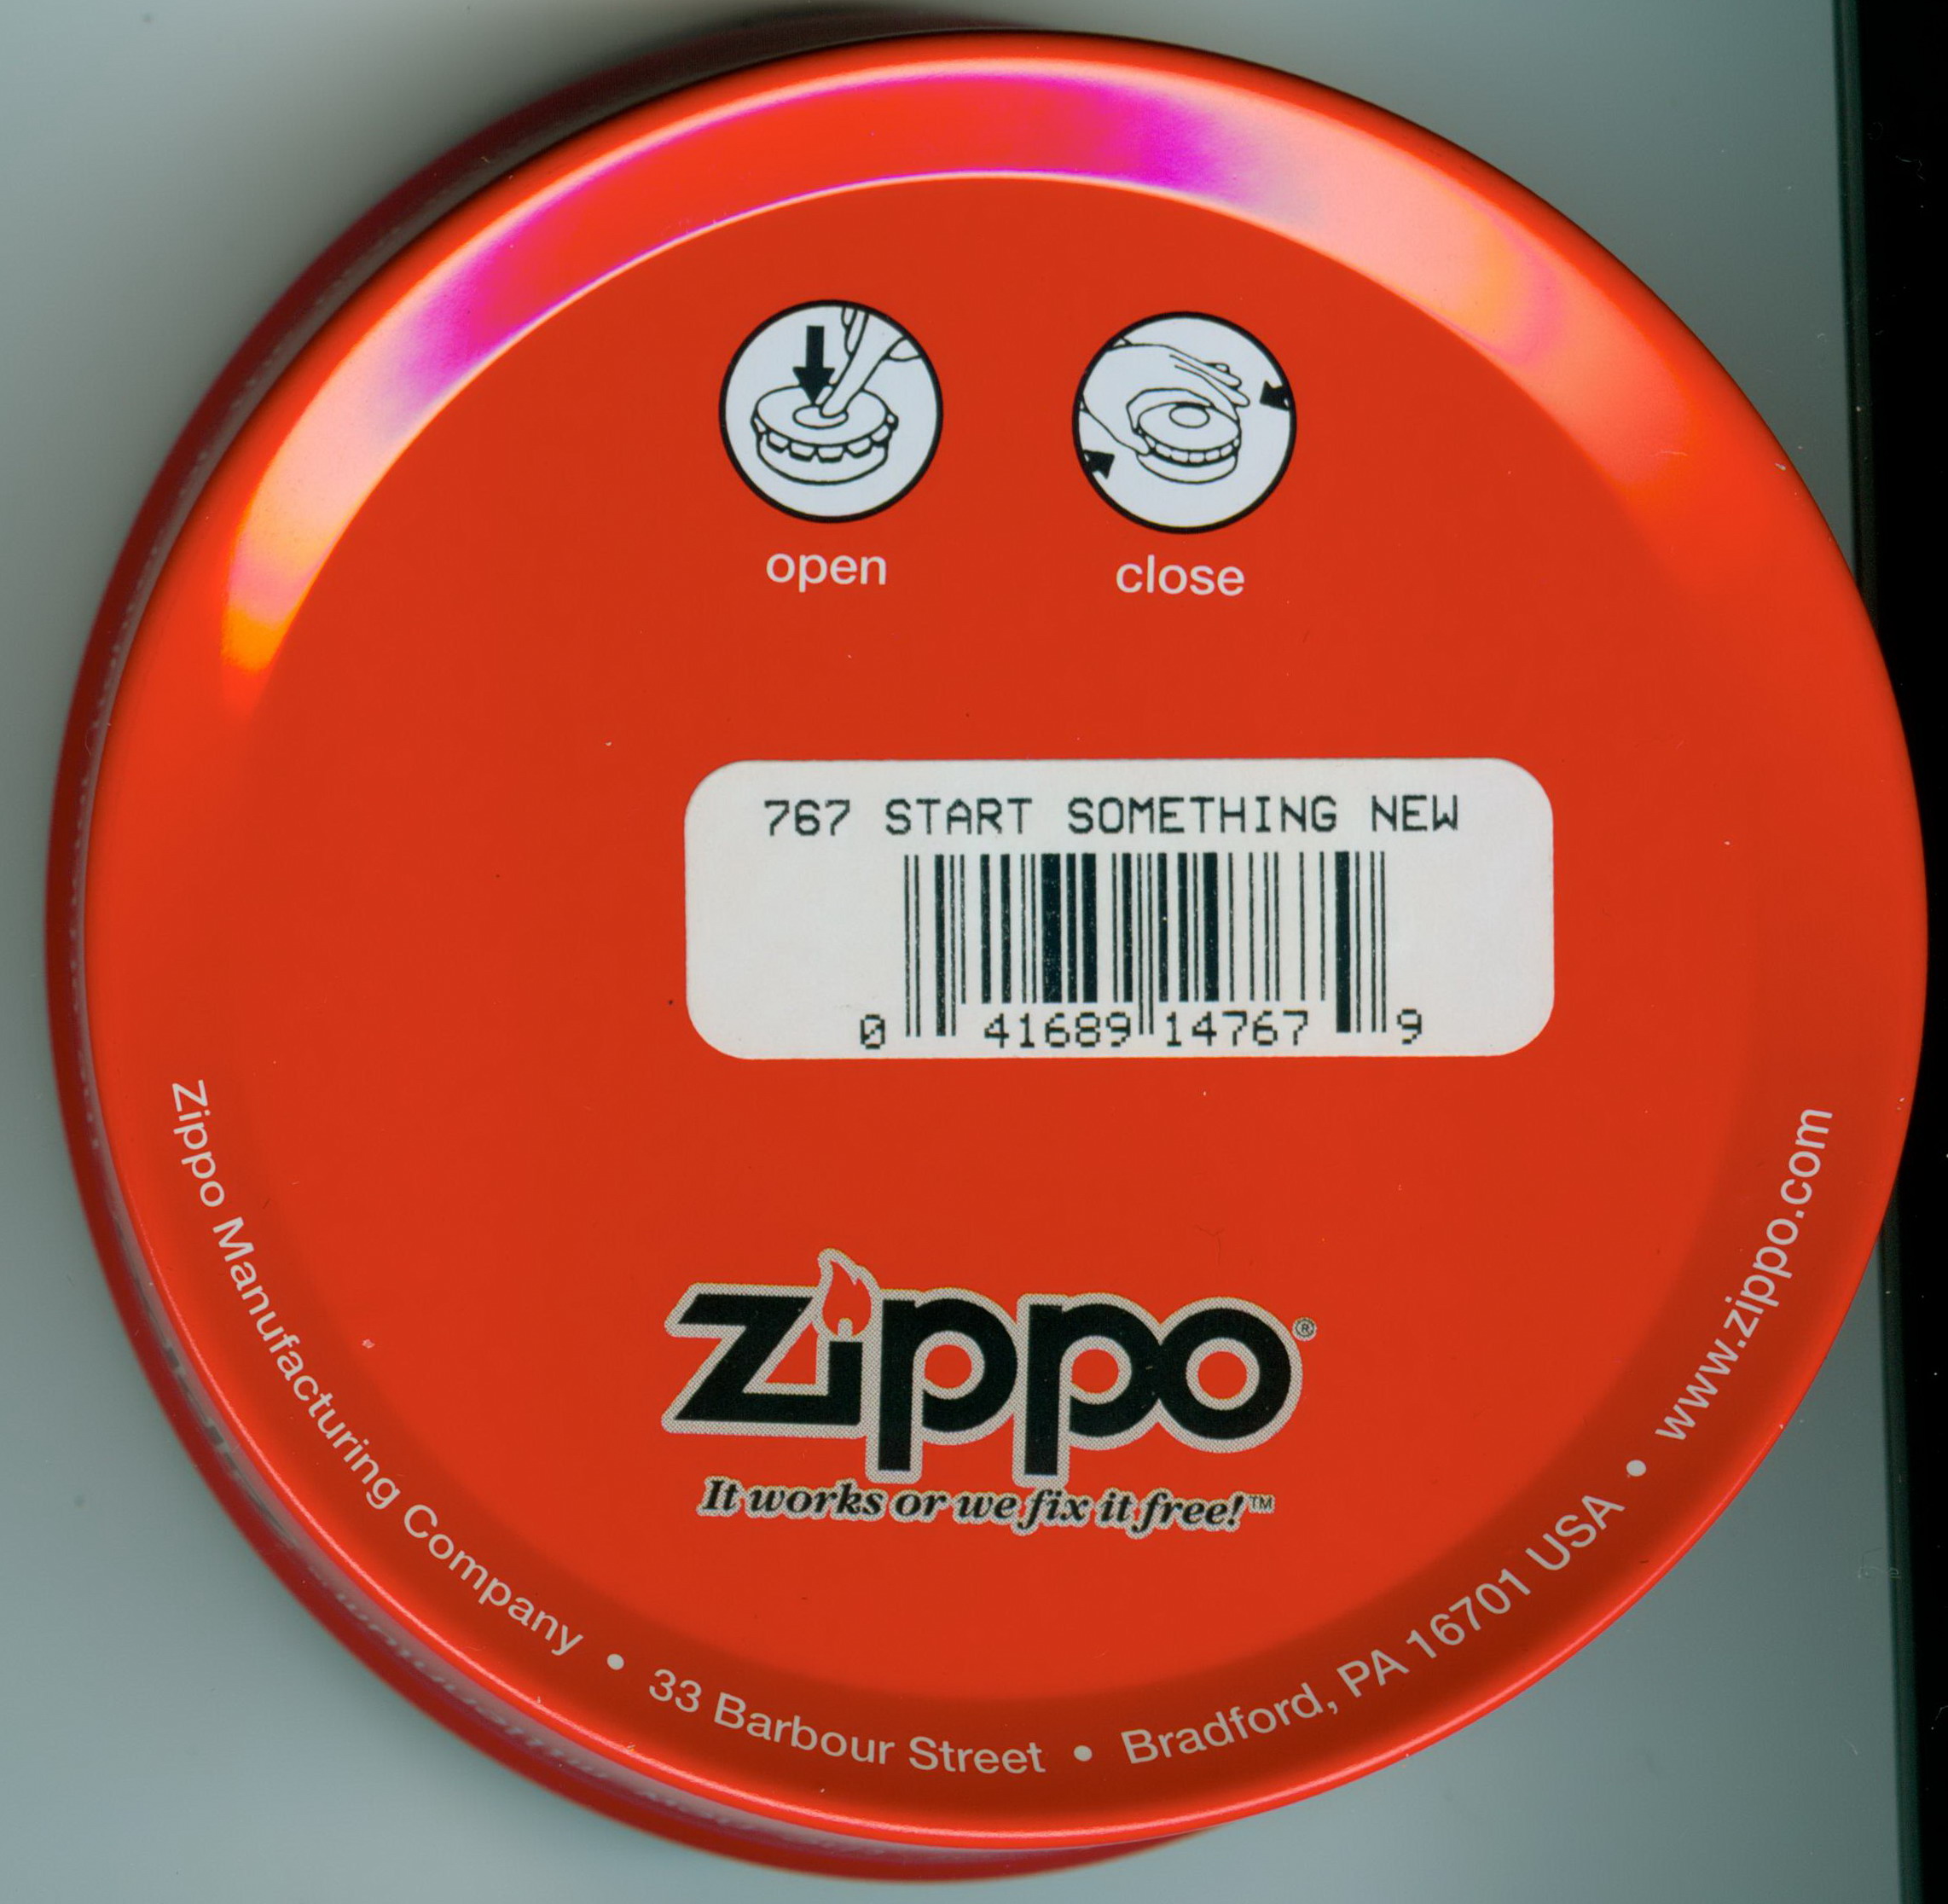 open
close
767 START SOMETHING NEW
0 41689 14767 9
zippo®
It works or we fix it free!™
Zippo Manufacturing Company • 33 Barbour Street • Bradford, PA 16701 USA • www.zippo.com